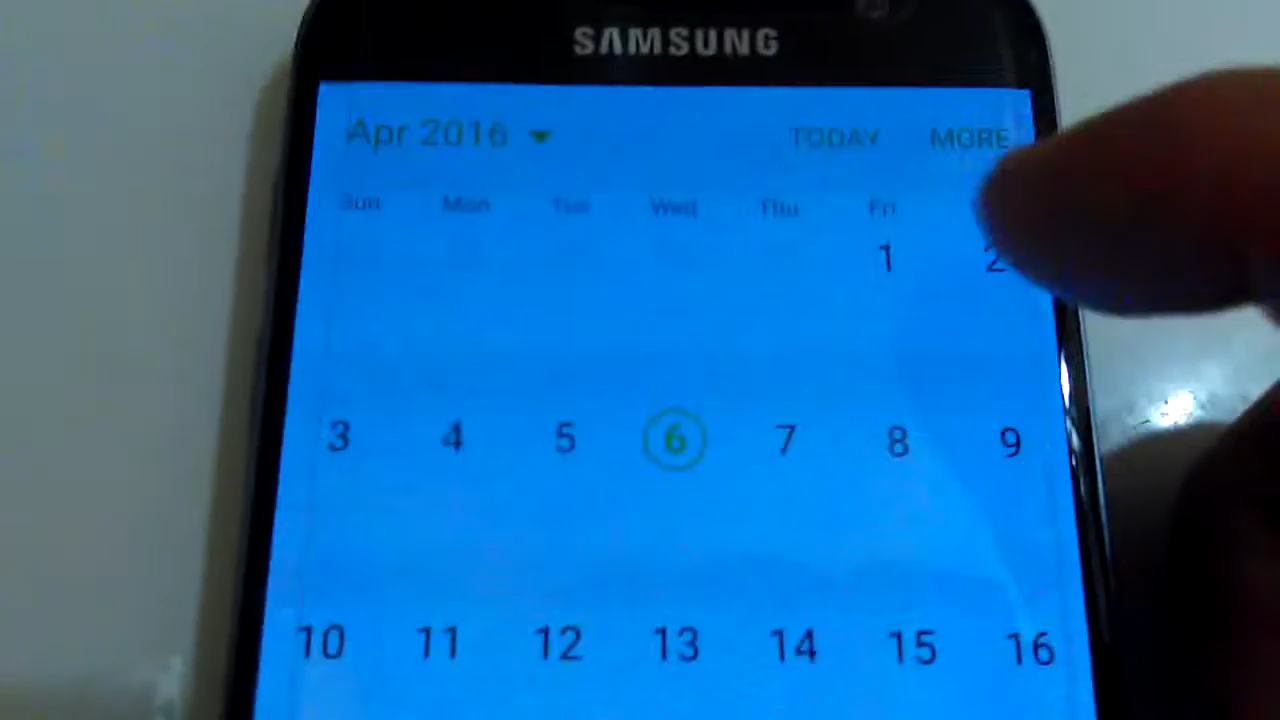 SAMSUNG
Apr 2016 TODAY MORE
Sun Mon Tue Wed Thu Fri
1 2
3 4 5 6 7 8 9
10 11 12 13 14 15 16